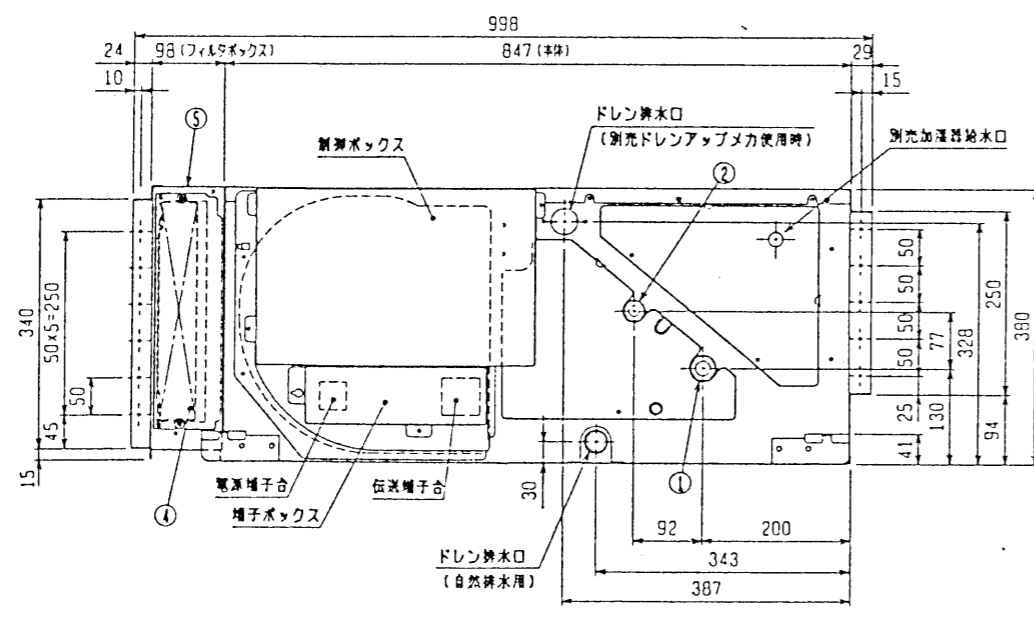 998
24
98 (フィルタボックス)
847 (本体)
29
10
15
⑤
制御ボックス
ドレン排水口
(別売ドレンアップメカ使用時)
別売加湿器給水口
②
340
50x5=250
50
45
15
50
50
50
50
25
41
77
130
328
250
94
380
電源端子台
伝送端子台
端子ボックス
④
30
①
92
200
ドレン排水口
(自然排水用)
343
387